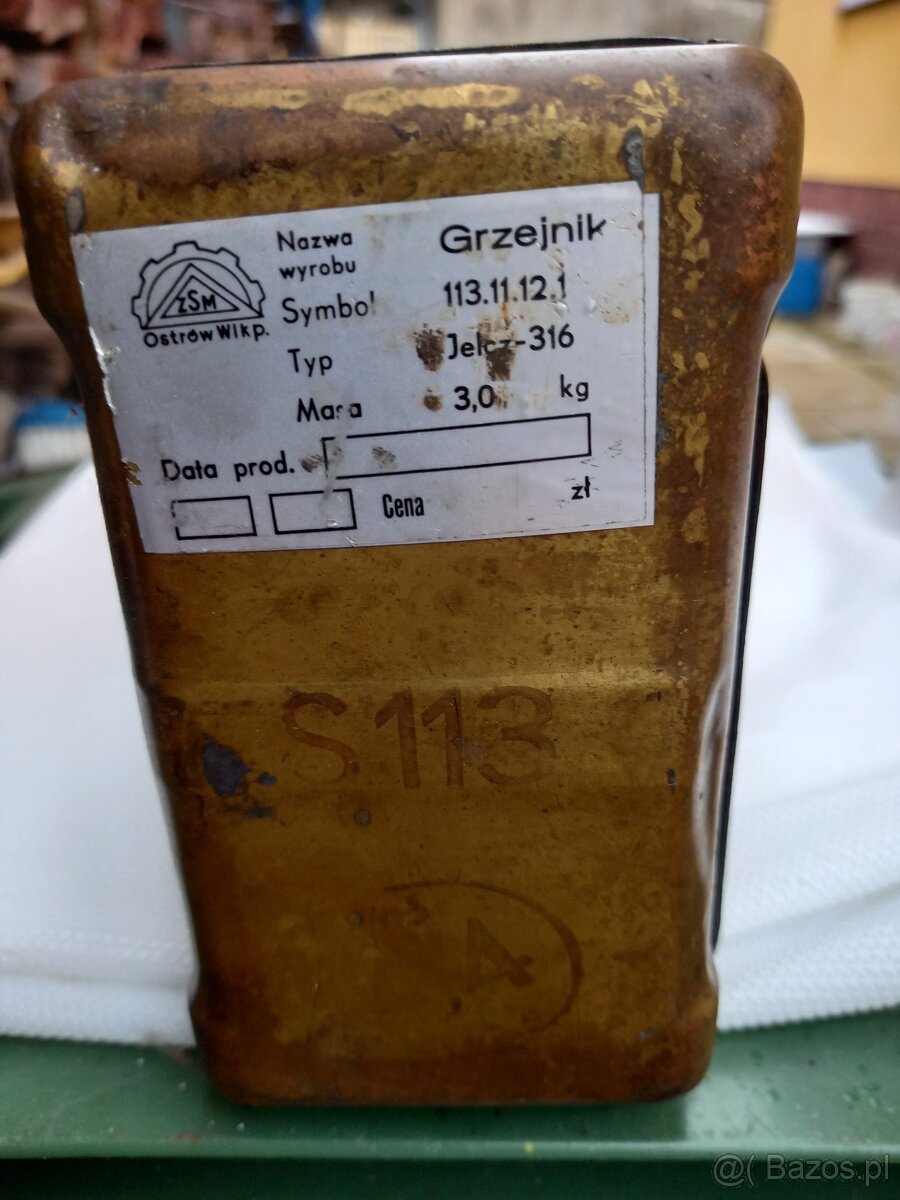 Nazwa wyrobu Grzejnik
ZSM
Ostrów Wlkp.
Symbol 113.11.12.1
Typ Jelcz-316
Masa 3,0 kg
Data prod.
Cena zł
S113
4
@( Bazos.pl